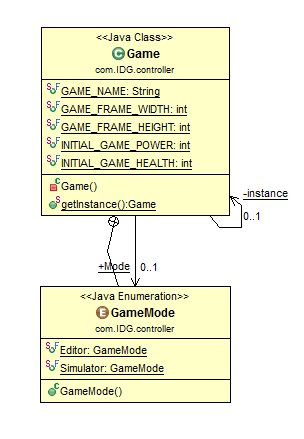 <<Java Class>>
Game
com.IDG.controller
GAME_NAME: String
GAME_FRAME_WIDTH: int
GAME_FRAME_HEIGHT: int
INITIAL_GAME_POWER: int
INITIAL_GAME_HEALTH: int
Game()
getInstance():Game
-instance
0..1
+Mode
0..1
<<Java Enumeration>>
GameMode
com.IDG.controller
Editor: GameMode
Simulator: GameMode
GameMode()